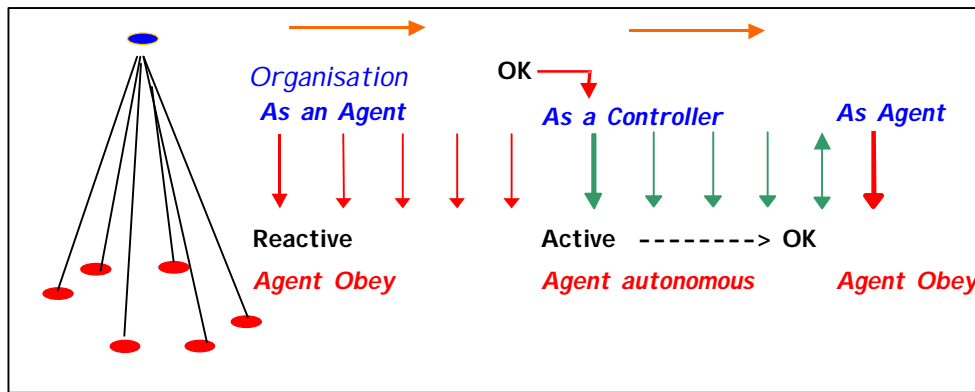 OK
Organisation
As an Agent
As a Controller
As Agent
Reactive
Active --------> OK
Agent Obey
Agent autonomous
Agent Obey